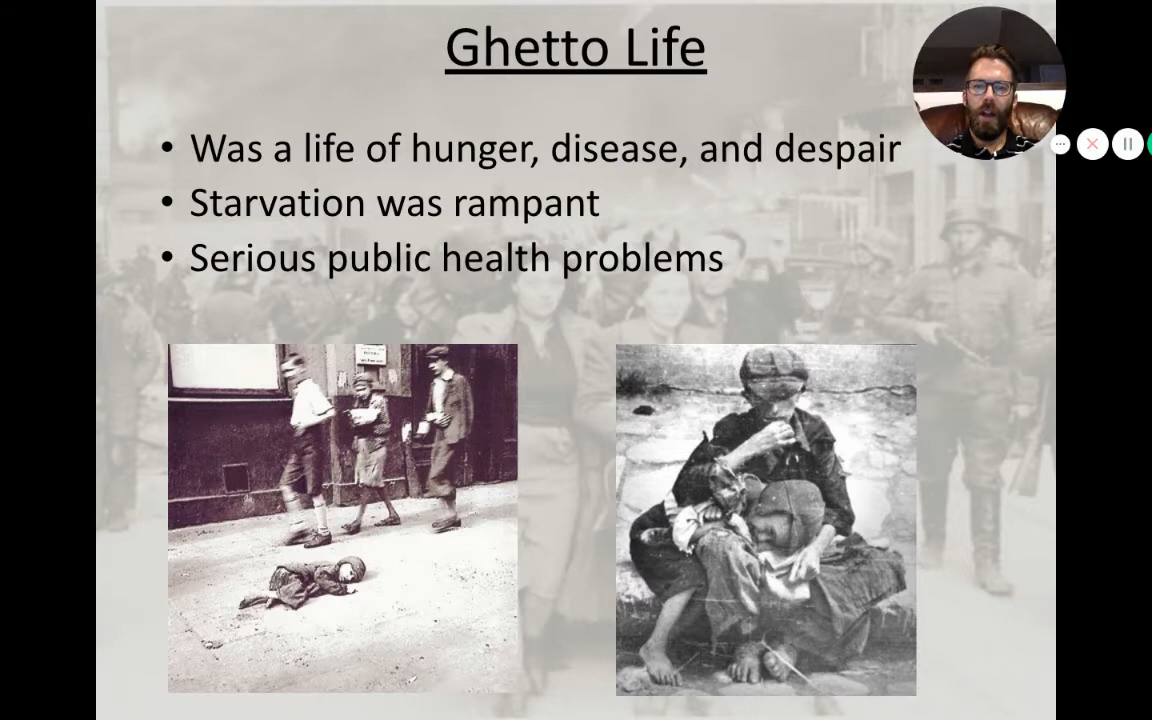 Ghetto Life
• Was a life of hunger, disease, and despair
• Starvation was rampant
• Serious public health problems